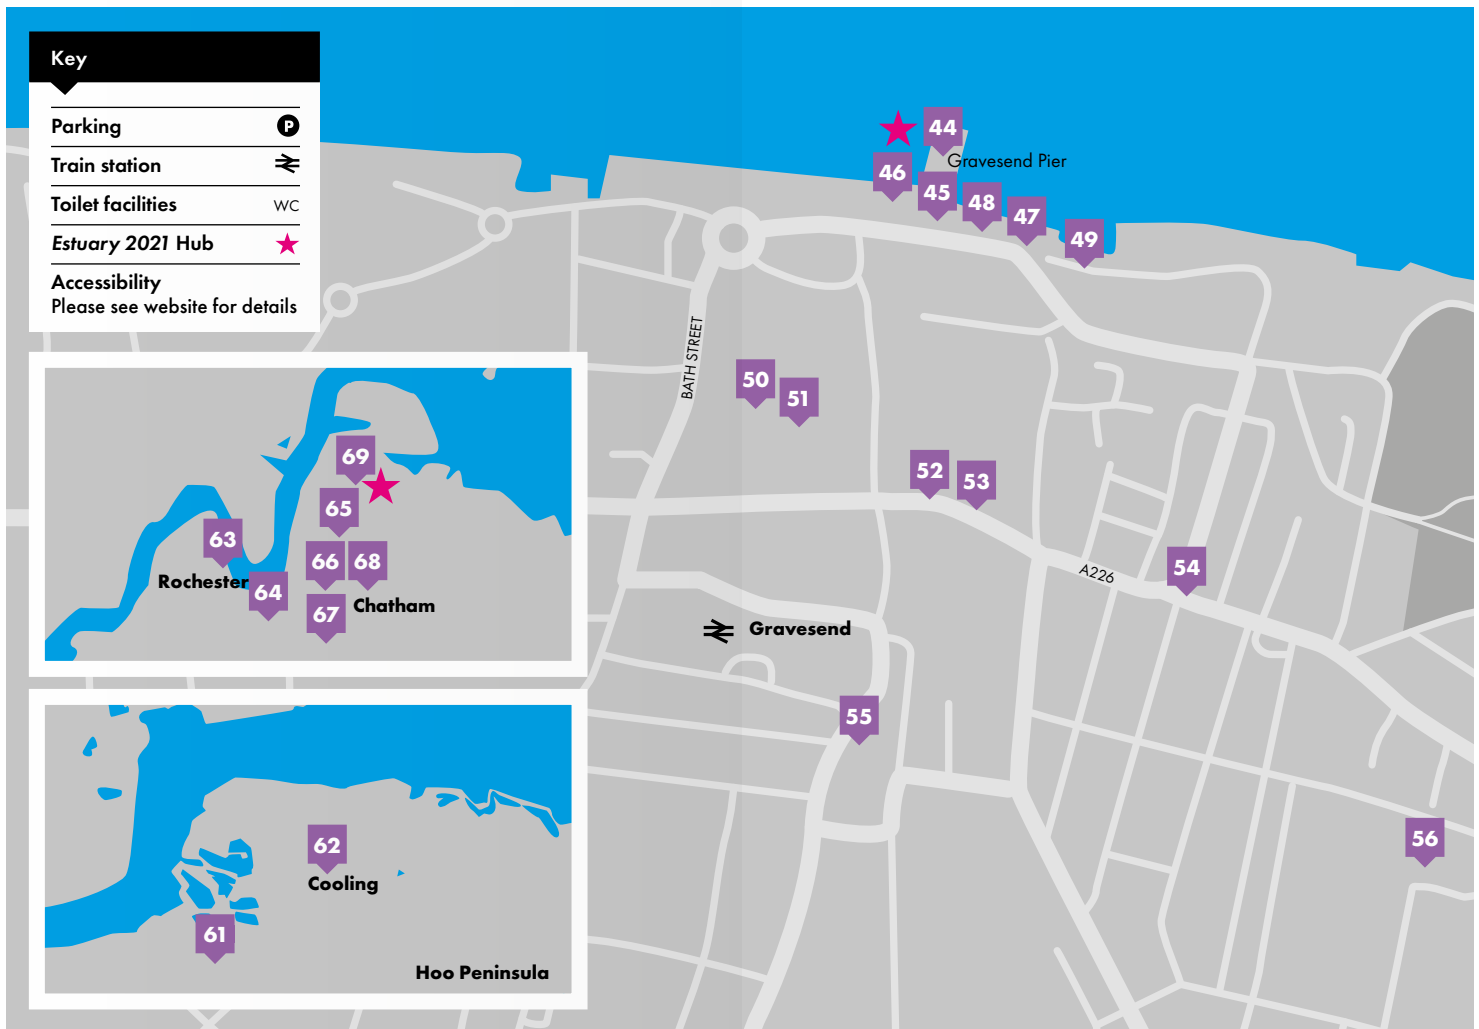 Key
Parking P
Train station
Toilet facilities WC
Estuary 2021 Hub
Accessibility
Please see website for details
44
Gravesend Pier
46
45
48
47
49
BATH STREET
50
51
52
53
A226
54
Gravesend
55
56
69
65
63
66
68
Rochester
64
Chatham
67
62
Cooling
61
Hoo Peninsula